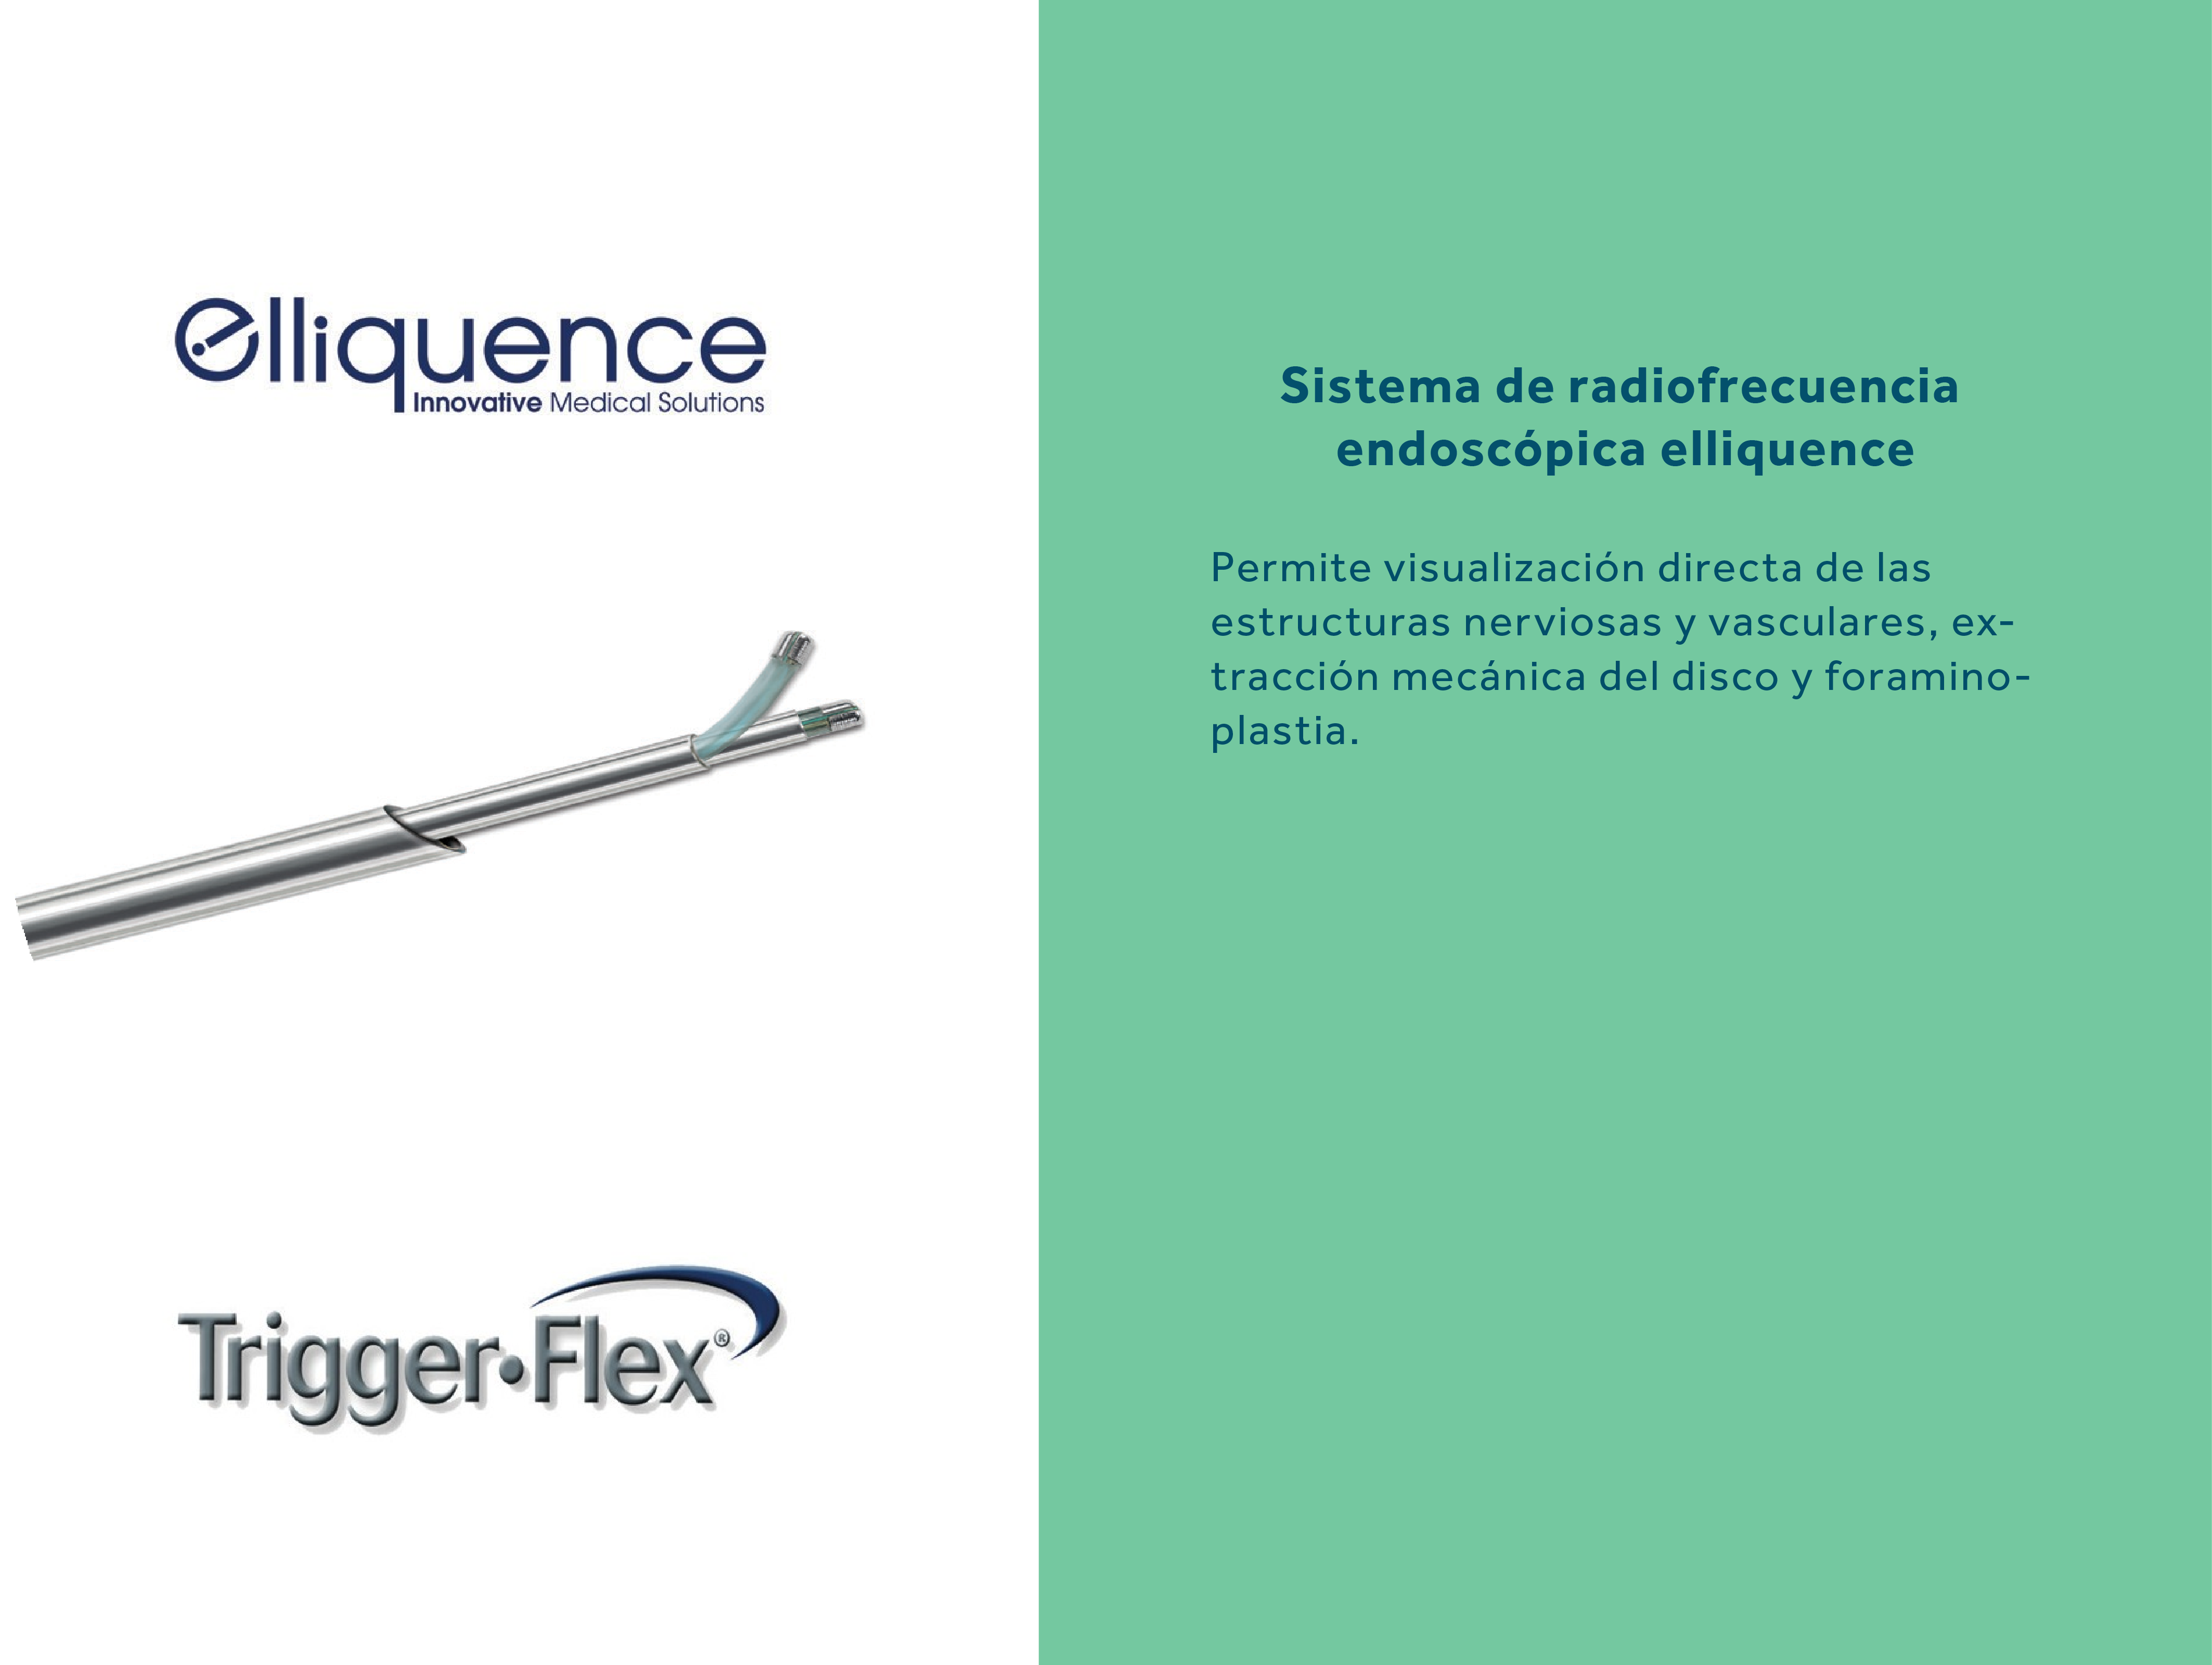 elliquence
Innovative Medical Solutions
Trigger•Flex®
Sistema de radiofrecuencia
endoscópica elliquence
Permite visualización directa de las
estructuras nerviosas y vasculares, ex-
tracción mecánica del disco y foramino-
plastia.